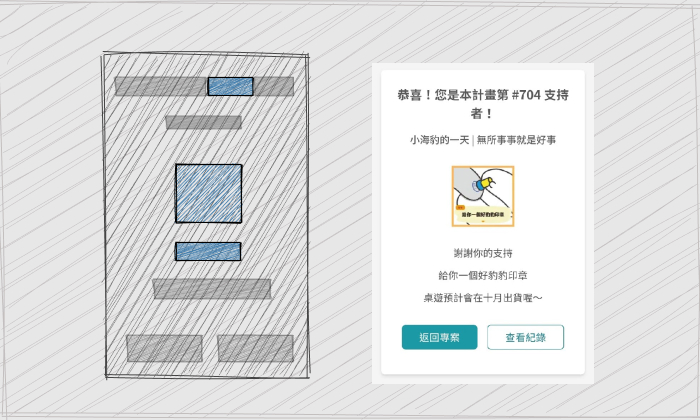 恭喜！您是本計畫第 #704 支持
者！
小海豹的一天 | 無所事事就是好事
給你一個好豹豹印章
謝謝你的支持
給你一個好豹豹印章
桌遊預計會在十月出貨喔～
返回專案
查看紀錄